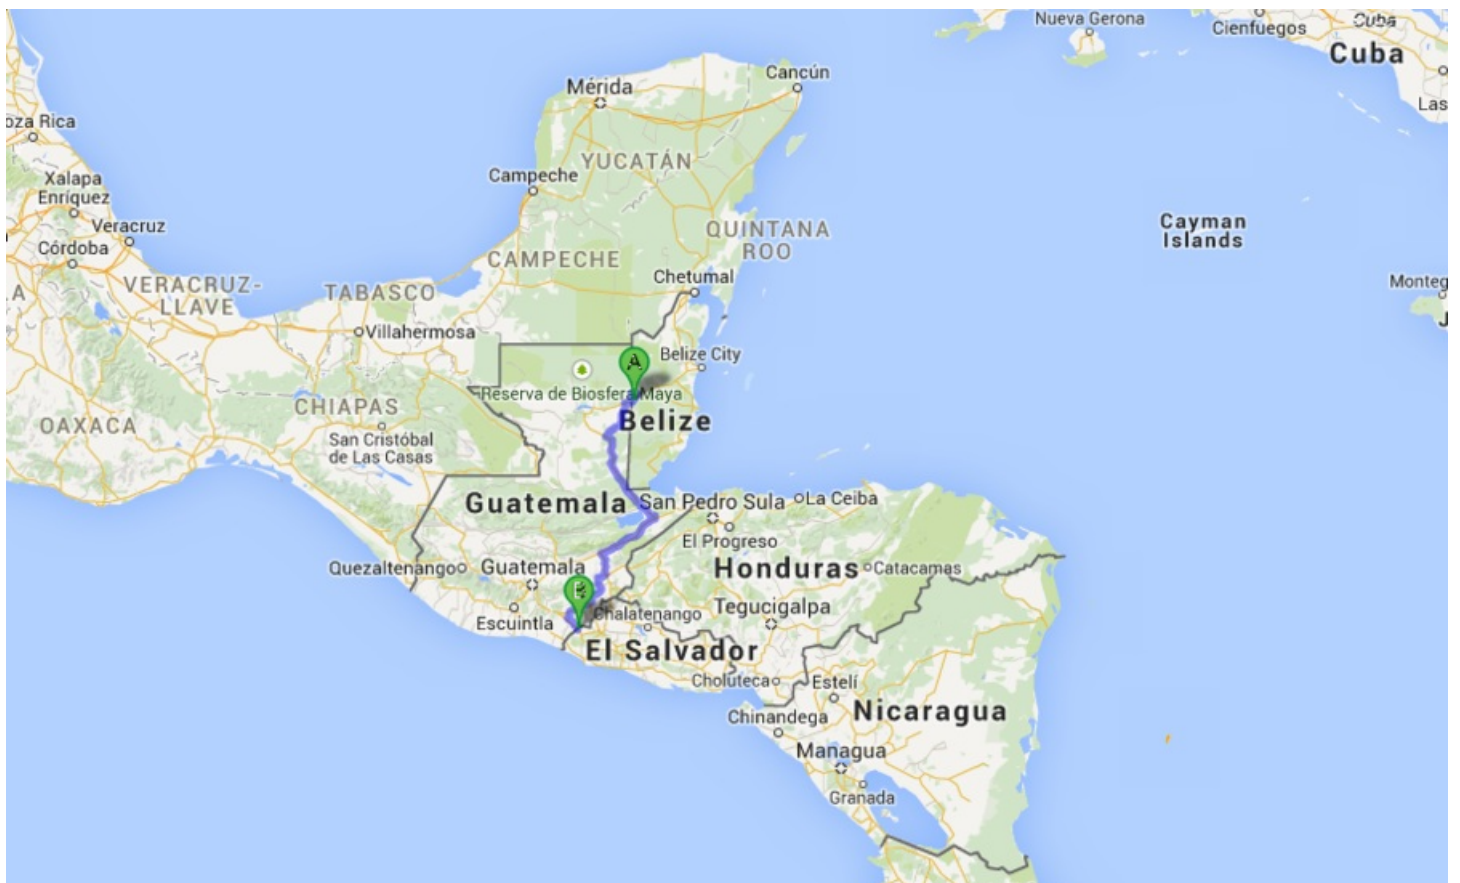 Nueva Gerona
Cienfuegos
Cuba
Cuba
Cancún
Mérida
Las
oza Rica
YUCATÁN
Campeche
Xalapa
Enríquez
Veracruz
Córdoba
QUINTANA
ROO
CAMPECHE
Cayman
Islands
Chetumal
VERACRUZ-
LLAVE
LA
TABASCO
Monteg
J
Villahermosa
Belize City
A
Reserva de Biosfera Maya
CHIAPAS
Belize
OAXACA
San Cristóbal
de Las Casas
Guatemala
San Pedro Sula
La Ceiba
El Progreso
Honduras
Catacamas
Quezaltenango
Guatemala
Chalatenango
Tegucigalpa
Escuintla
El Salvador
Choluteca
Estelí
Nicaragua
Chinandega
Managua
Granada